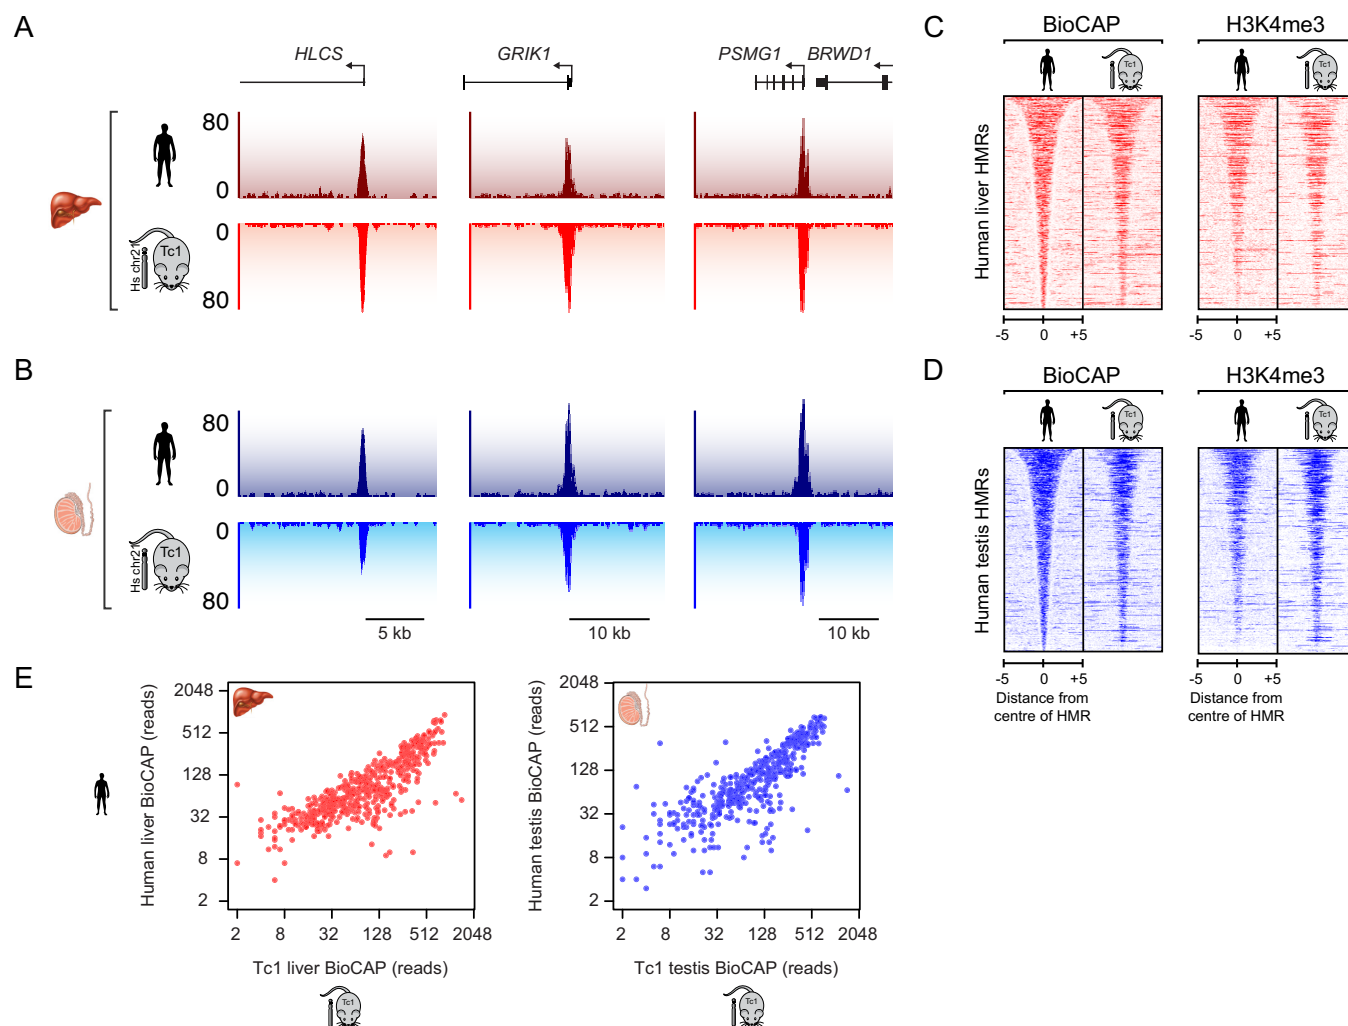 A
HLCS
GRIK1
PSMG1 BRWD1
80
0
0
80
Tc1
Hs chr21
B
80
0
0
80
Tc1
Hs chr21
5 kb
10 kb
10 kb
C
BioCAP
H3K4me3
Tc1
Tc1
Human liver HMRs
-5 0 +5
-5 0 +5
D
BioCAP
H3K4me3
Tc1
Tc1
Human testis HMRs
-5 0 +5
-5 0 +5
Distance from
centre of HMR
Distance from
centre of HMR
E
Human liver BioCAP (reads)
2048
512
128
32
8
2
2 8 32 128 512 2048
Tc1 liver BioCAP (reads)
Tc1
Human testis BioCAP (reads)
2048
512
128
32
8
2
2 8 32 128 512 2048
Tc1 testis BioCAP (reads)
Tc1